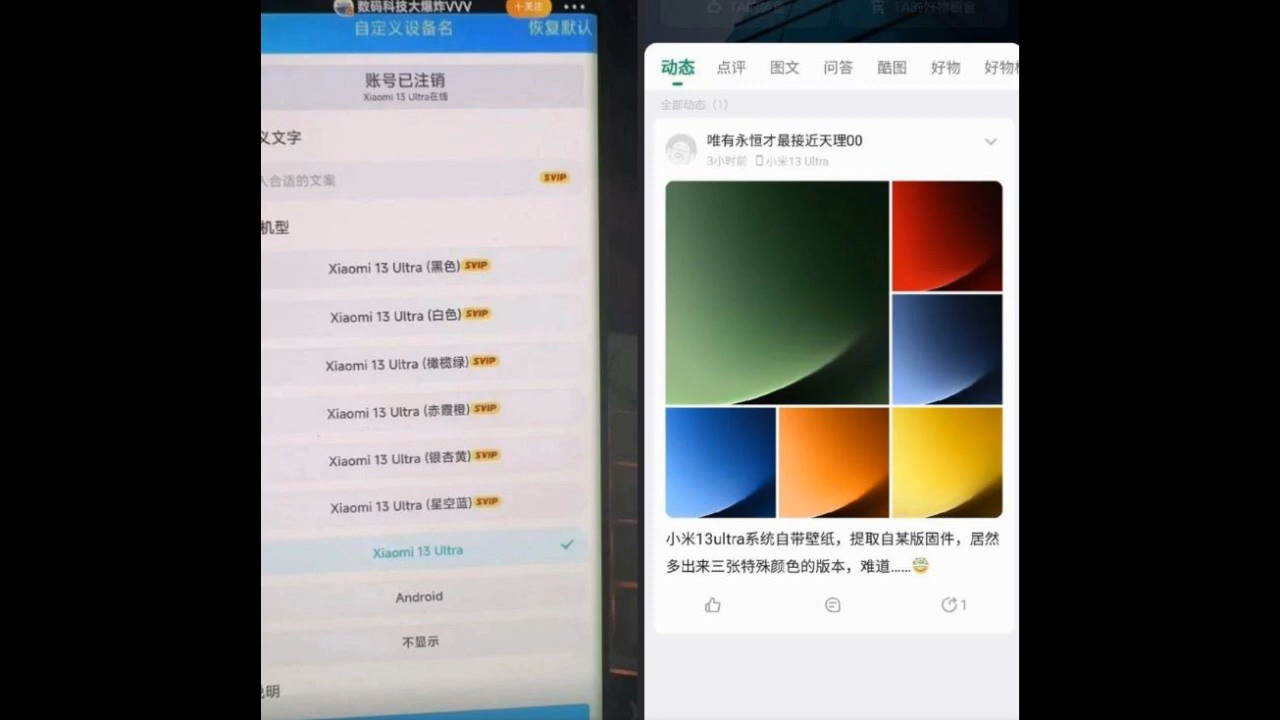 数码科技大爆炸VVV
+关注
自定义设备名
恢复默认
账号已注销
Xiaomi 13 Ultra在线
义文字
入合适的文案
SVIP
机型
Xiaomi 13 Ultra (黑色) SVIP
Xiaomi 13 Ultra (白色) SVIP
Xiaomi 13 Ultra (橄榄绿) SVIP
Xiaomi 13 Ultra (赤霞橙) SVIP
Xiaomi 13 Ultra (银杏黄) SVIP
Xiaomi 13 Ultra (星空蓝) SVIP
Xiaomi 13 Ultra
Android
不显示
说明
动态 点评 图文 问答 酷图 好物 好物
全部动态（1）
唯有永恒才最接近天理00
3小时前 小米13 Ultra
小米13ultra系统自带壁纸，提取自某版固件，居然
多出来三张特殊颜色的版本，难道……
1